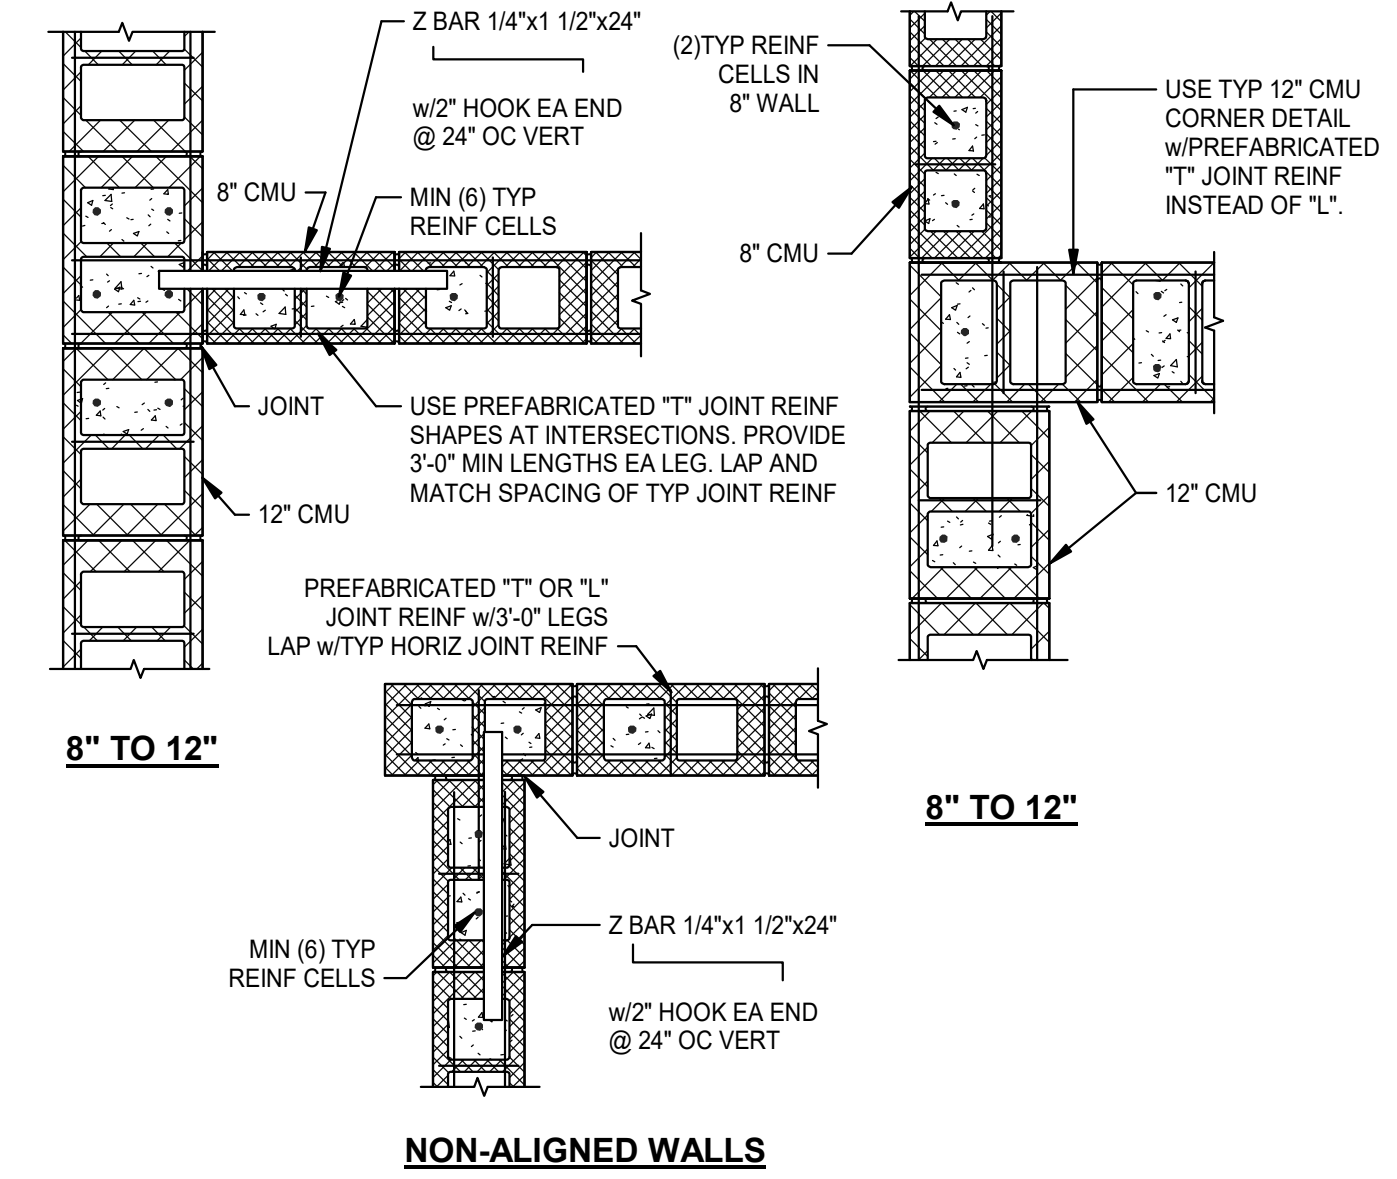 Z BAR 1/4"x1 1/2"x24"
w/2" HOOK EA END
@ 24" OC VERT
8" CMU
MIN (6) TYP
REINF CELLS
JOINT
USE PREFABRICATED "T" JOINT REINF
SHAPES AT INTERSECTIONS. PROVIDE
3'-0" MIN LENGTHS EA LEG. LAP AND
MATCH SPACING OF TYP JOINT REINF
12" CMU
8" TO 12"
(2)TYP REINF
CELLS IN
8" WALL
USE TYP 12" CMU
CORNER DETAIL
w/PREFABRICATED
"T" JOINT REINF
INSTEAD OF "L".
8" CMU
12" CMU
8" TO 12"
PREFABRICATED "T" OR "L"
JOINT REINF w/3'-0" LEGS
LAP w/TYP HORIZ JOINT REINF
JOINT
MIN (6) TYP
REINF CELLS
Z BAR 1/4"x1 1/2"x24"
w/2" HOOK EA END
@ 24" OC VERT
NON-ALIGNED WALLS